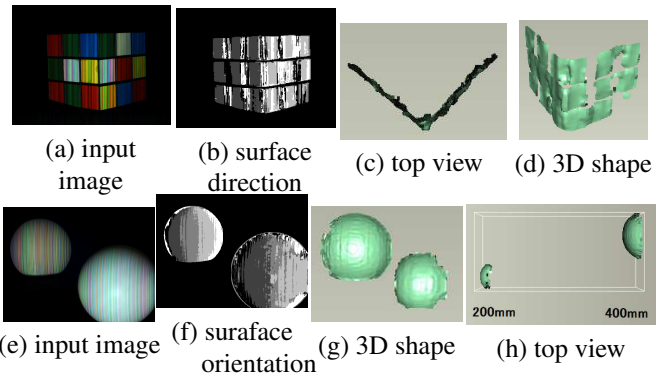 (a) input
image
(b) surface
direction
(c) top view
(d) 3D shape
200mm
400mm
(e) input image
(f) suraface
orientation
(g) 3D shape
(h) top view